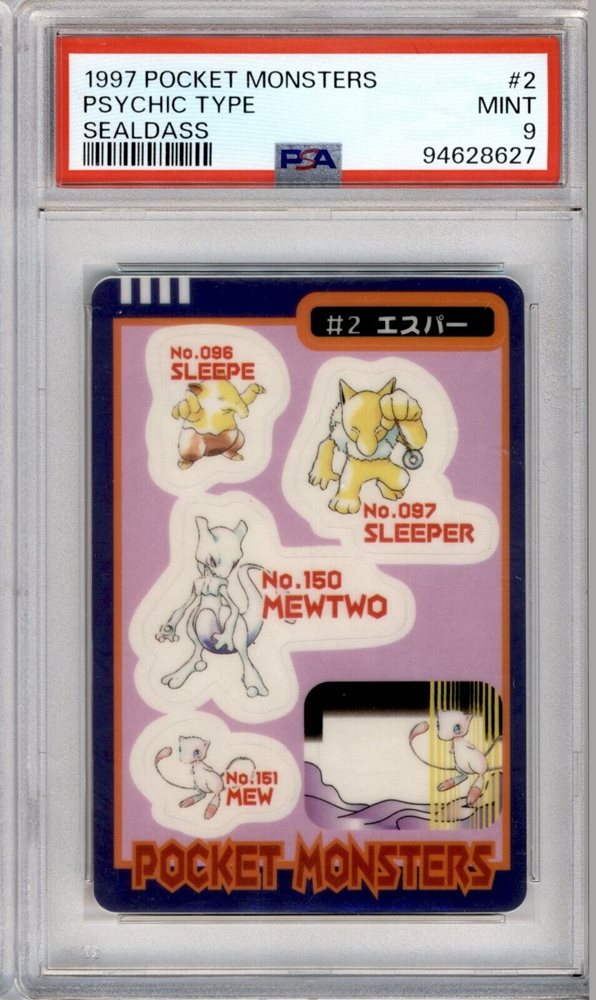 1997 POCKET MONSTERS #2
PSYCHIC TYPE MINT
SEALDASS 9
PSA 94628627
#2 エスパー
No.096
SLEEPE
No.097
SLEEPER
No.150
MEWTWO
No.151
MEW
POCKET MONSTERS